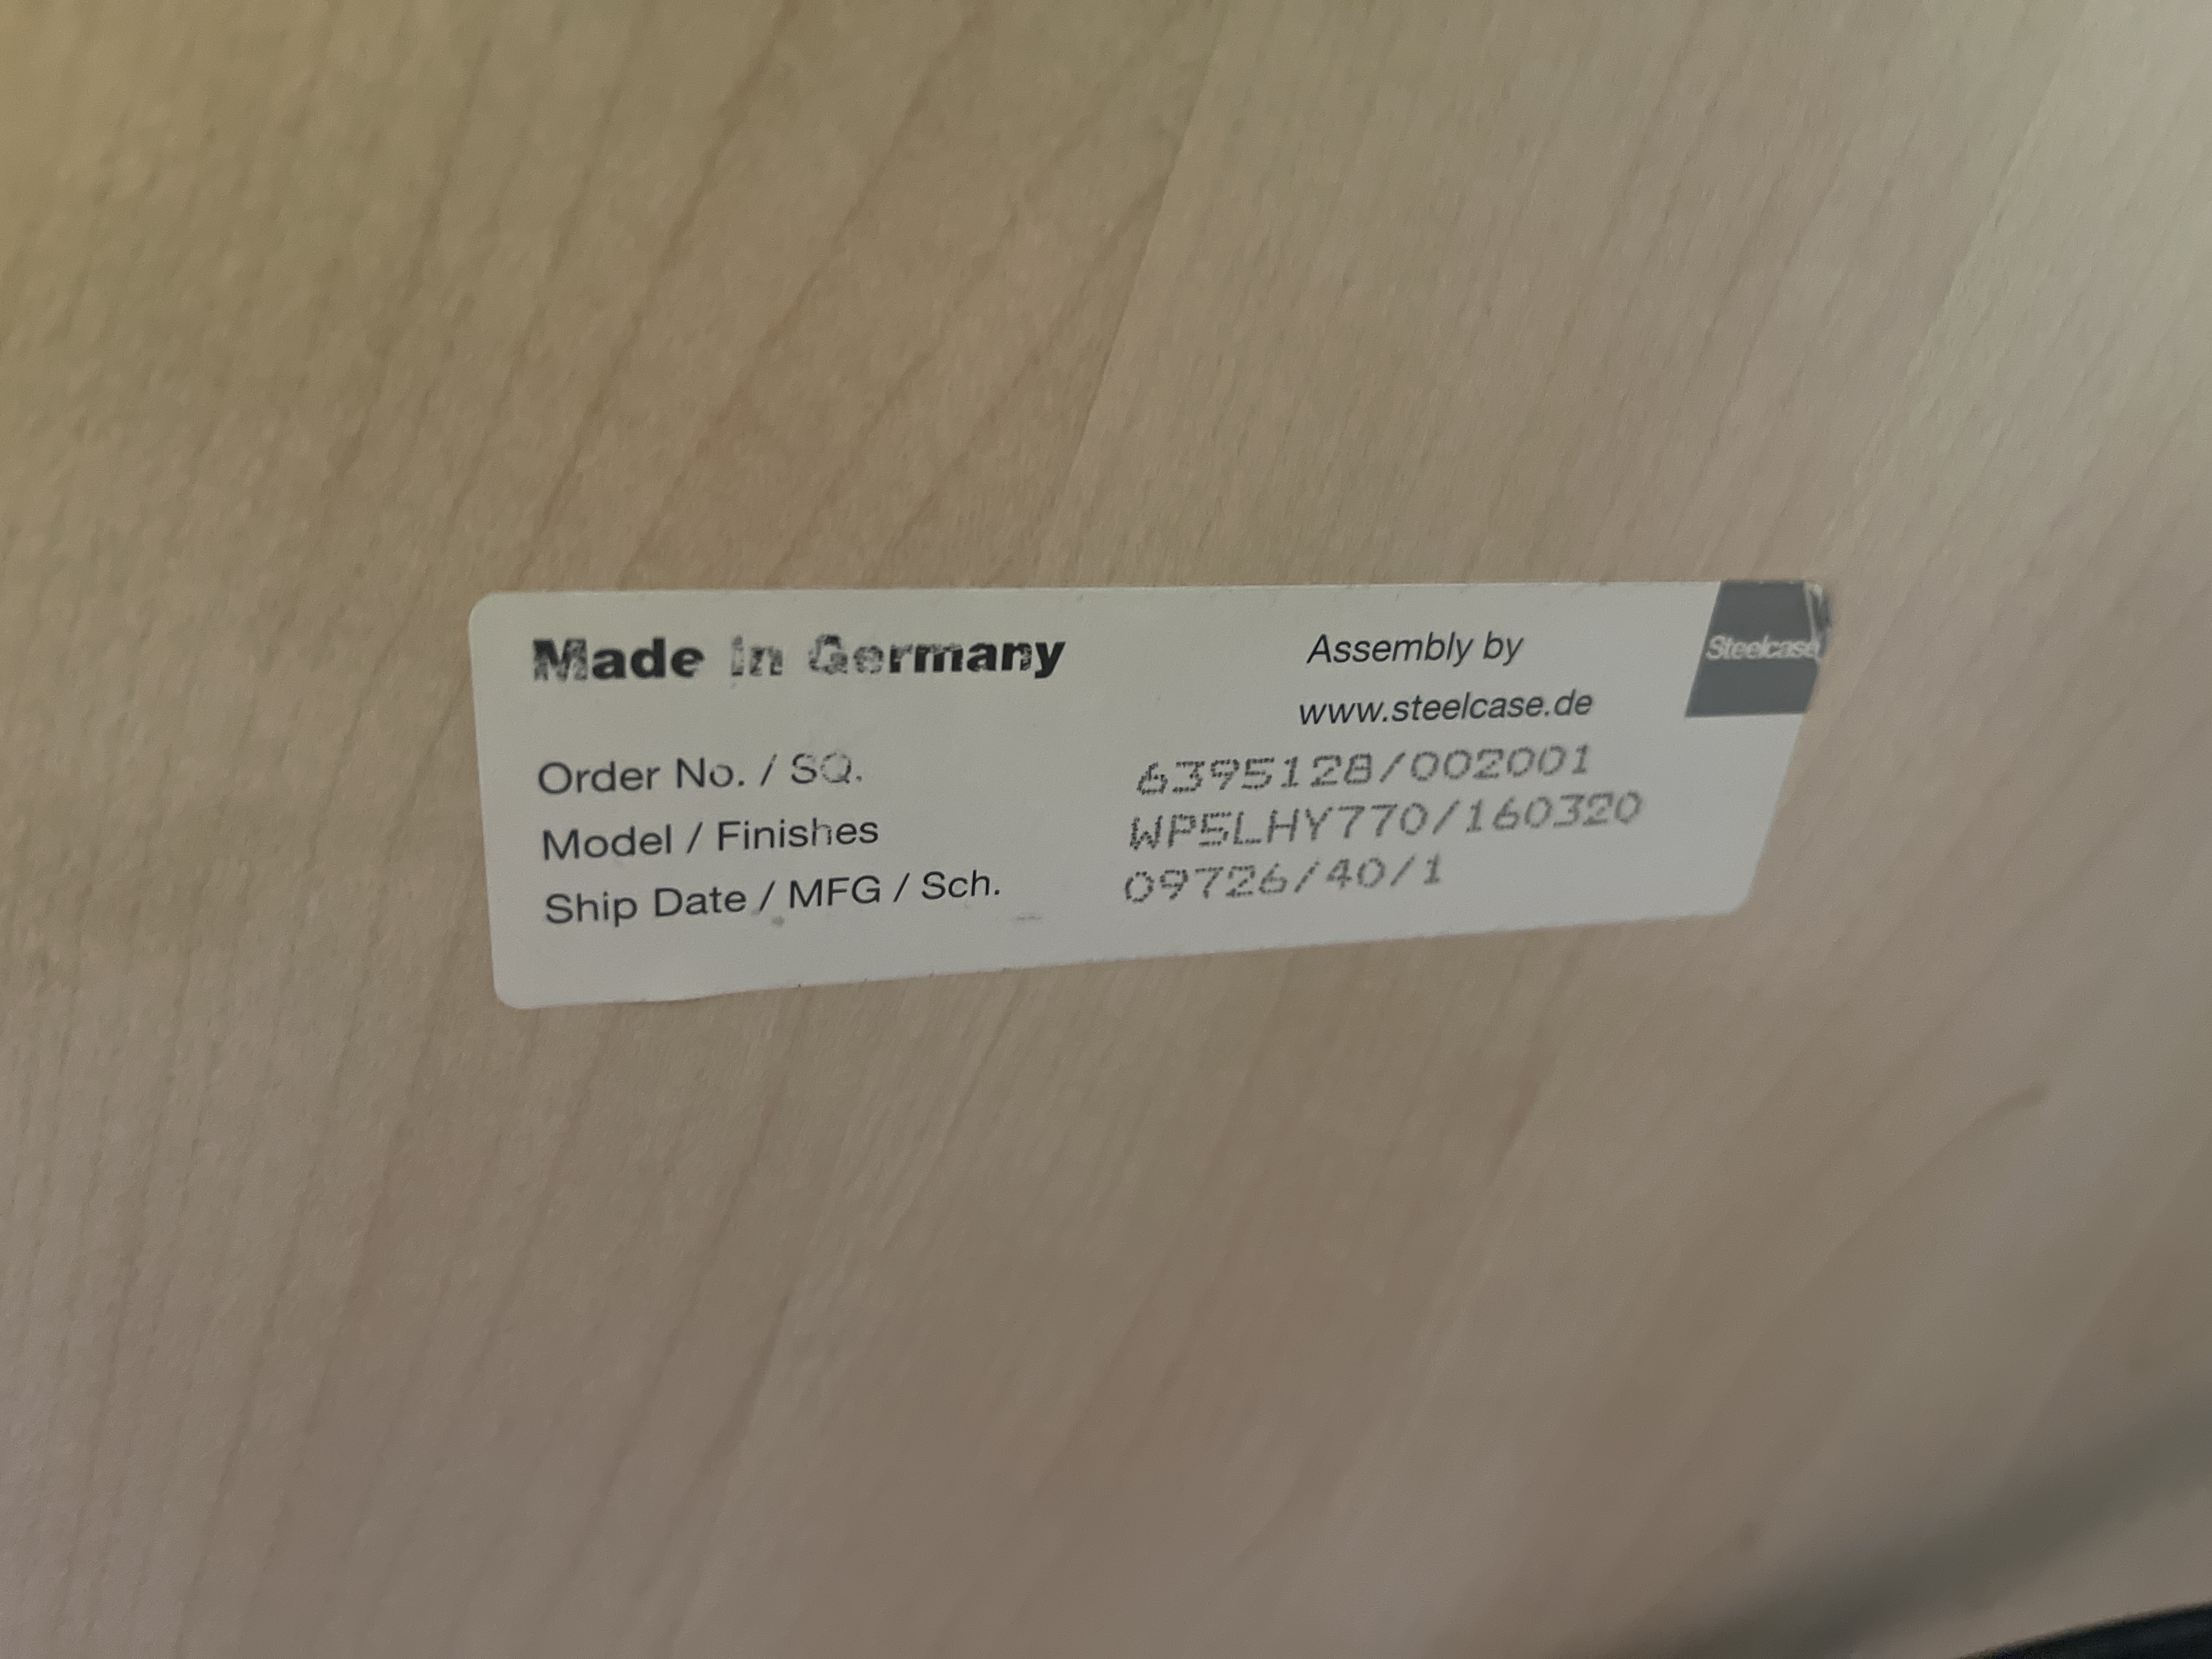 Made in Germany
Assembly by
www.steelcase.de
Steelcase
Order No. / SQ. 6395128/002001
Model / Finishes WP5LHY770/160320
Ship Date / MFG / Sch. 09726/40/1